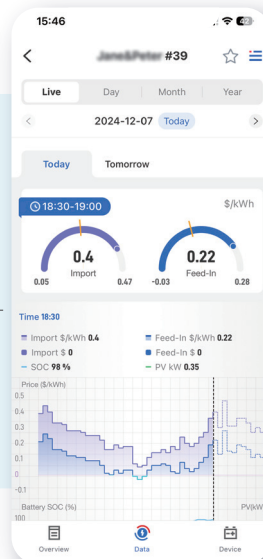 15:46
42
#39
Live Day Month Year
2024-12-07 Today
Today Tomorrow
18:30-19:00 $/kWh
0.4 0.22
Import Feed-In
0.05 0.47 -0.03 0.28
Time 18:30
Import $/kWh 0.4 Feed-In $/kWh 0.22
Import $ 0 Feed-In $ 0
SOC 98 % PV kW 0.35
Price ($/kWh)
0.5
0.4
0.3
0.2
0.1
0.
-0.1
Battery SOC (%) PV(kW
100
Overview Data Device